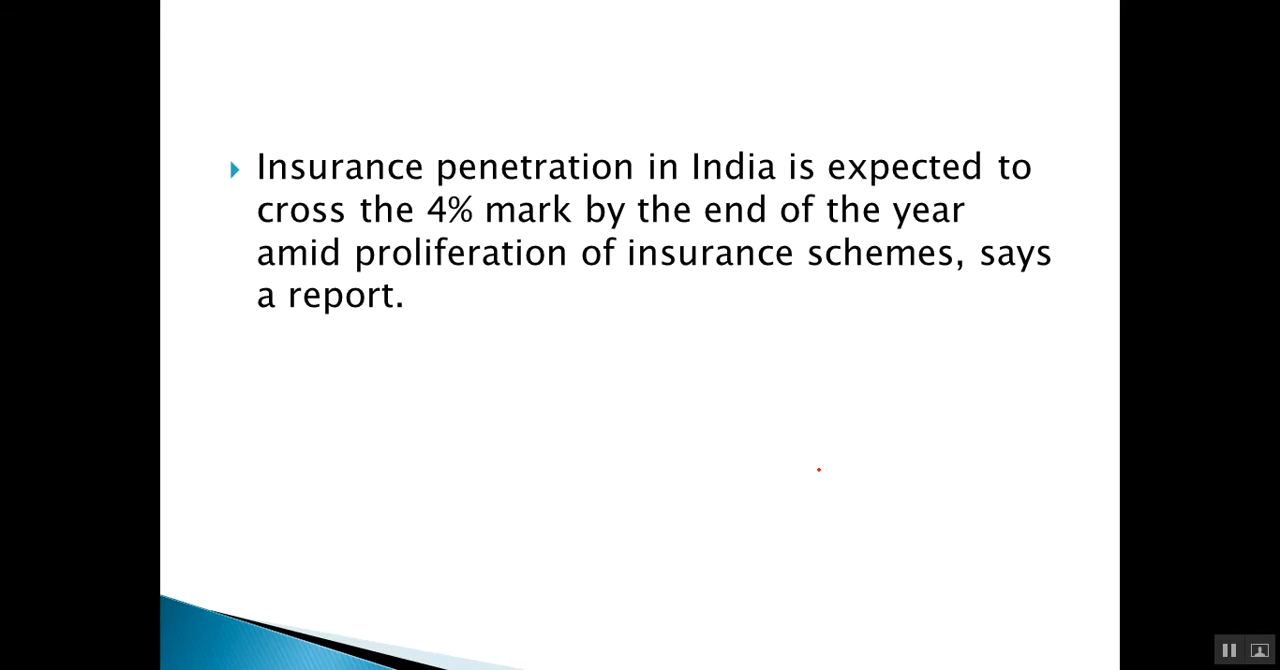 Insurance penetration in India is expected to
cross the 4% mark by the end of the year
amid proliferation of insurance schemes, says
a report.